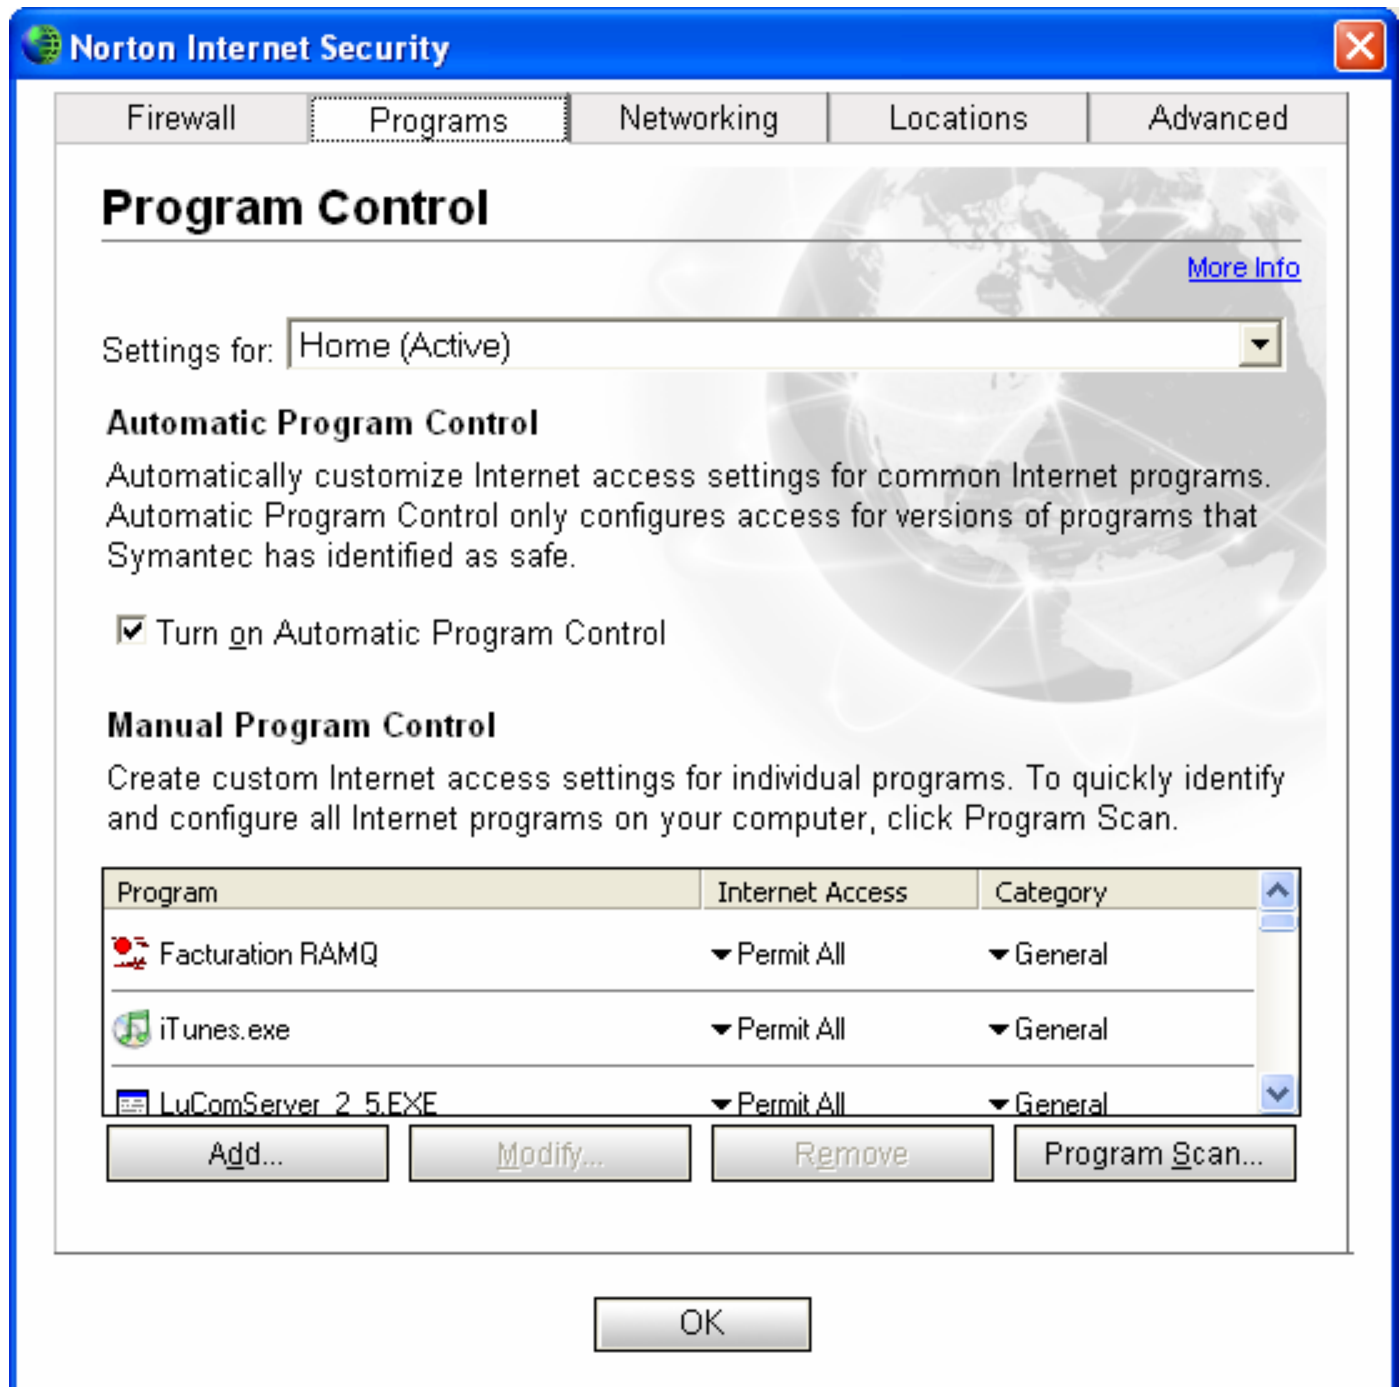 Norton Internet Security
Firewall Programs Networking Locations Advanced
Program Control
More Info
Settings for: Home (Active)
Automatic Program Control
Automatically customize Internet access settings for common Internet programs.
Automatic Program Control only configures access for versions of programs that
Symantec has identified as safe.
Turn on Automatic Program Control
Manual Program Control
Create custom Internet access settings for individual programs. To quickly identify
and configure all Internet programs on your computer, click Program Scan.
Program Internet Access Category
Facturation RAMQ Permit All General
iTunes.exe Permit All General
LuComServer_2_5.EXE Permit All General
Add... Modify... Remove Program Scan...
OK